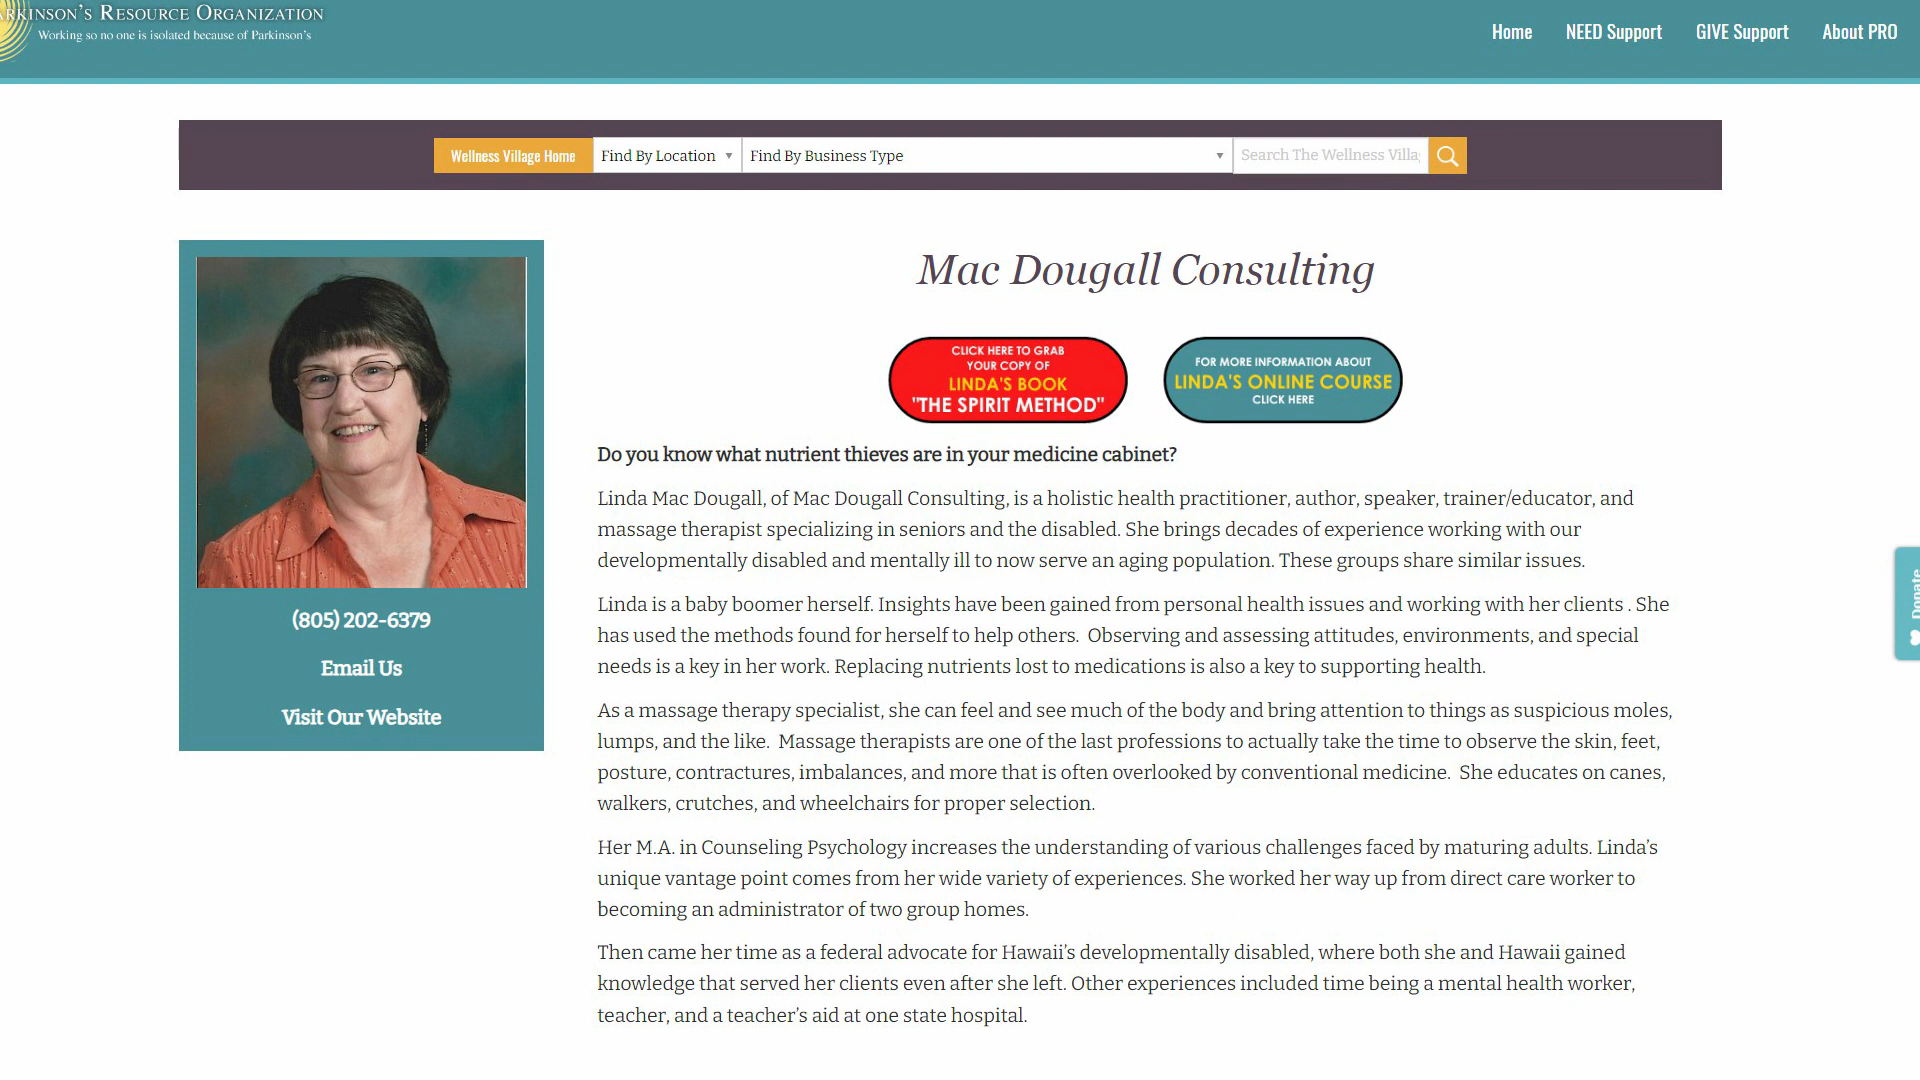 PARKINSON'S RESOURCE ORGANIZATION
Working so no one is isolated because of Parkinson's
Home NEED Support GIVE Support About PRO
Wellness Village Home Find By Location Find By Business Type Search The Wellness Villa
Mac Dougall Consulting
CLICK HERE TO GRAB
YOUR COPY OF
LINDA'S BOOK
"THE SPIRIT METHOD"
FOR MORE INFORMATION ABOUT
LINDA'S ONLINE COURSE
CLICK HERE
(805) 202-6379
Email Us
Visit Our Website
Do you know what nutrient thieves are in your medicine cabinet?
Linda Mac Dougall, of Mac Dougall Consulting, is a holistic health practitioner, author, speaker, trainer/educator, and
massage therapist specializing in seniors and the disabled. She brings decades of experience working with our
developmentally disabled and mentally ill to now serve an aging population. These groups share similar issues.
Linda is a baby boomer herself. Insights have been gained from personal health issues and working with her clients . She
has used the methods found for herself to help others.  Observing and assessing attitudes, environments, and special
needs is a key in her work. Replacing nutrients lost to medications is also a key to supporting health.
As a massage therapy specialist, she can feel and see much of the body and bring attention to things as suspicious moles,
lumps, and the like.  Massage therapists are one of the last professions to actually take the time to observe the skin, feet,
posture, contractures, imbalances, and more that is often overlooked by conventional medicine.  She educates on canes,
walkers, crutches, and wheelchairs for proper selection.
Her M.A. in Counseling Psychology increases the understanding of various challenges faced by maturing adults. Linda's
unique vantage point comes from her wide variety of experiences. She worked her way up from direct care worker to
becoming an administrator of two group homes.
Then came her time as a federal advocate for Hawaii's developmentally disabled, where both she and Hawaii gained
knowledge that served her clients even after she left. Other experiences included time being a mental health worker,
teacher, and a teacher's aid at one state hospital.
Donate